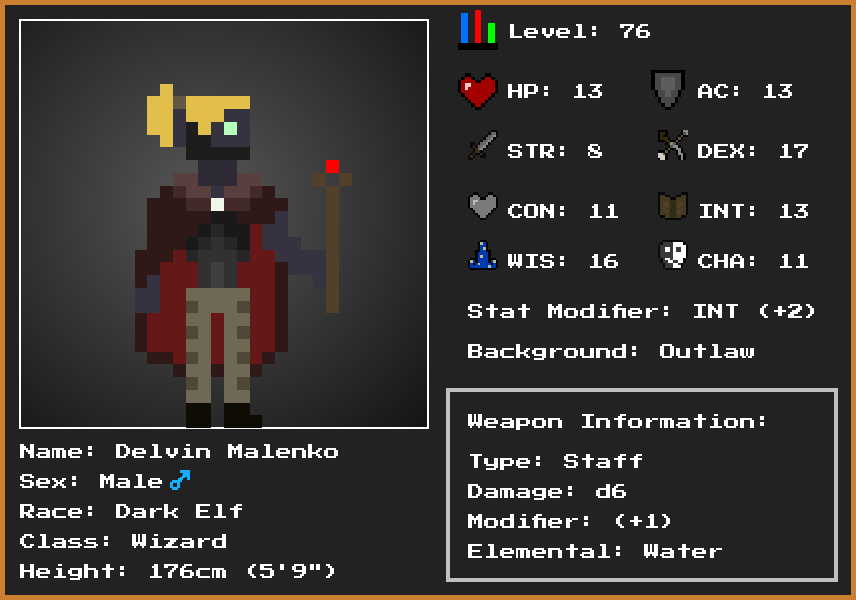 Level: 76
HP: 13
AC: 13
STR: 8
DEX: 17
CON: 11
INT: 13
WIS: 16
CHA: 11
Stat Modifier: INT (+2)
Background: Outlaw
Weapon Information:
Type: Staff
Damage: d6
Modifier: (+1)
Elemental: Water
Name: Delvin Malenko
Sex: Male♂
Race: Dark Elf
Class: Wizard
Height: 176cm (5'9")